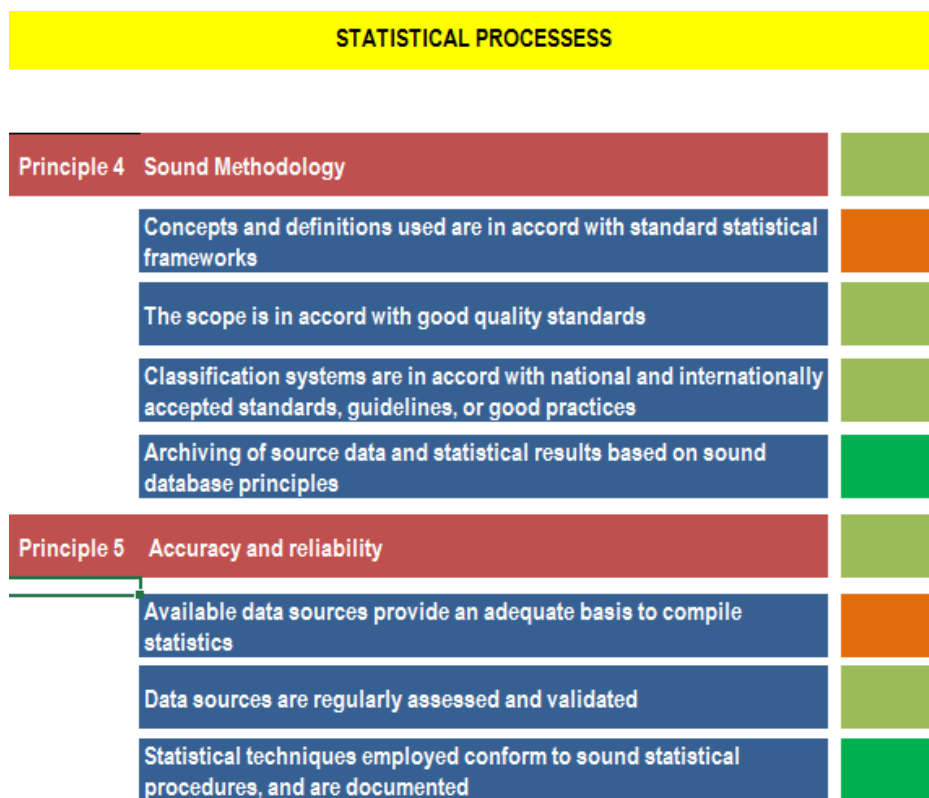 STATISTICAL PROCESSESS
Principle 4 Sound Methodology
Concepts and definitions used are in accord with standard statistical
frameworks
The scope is in accord with good quality standards
Classification systems are in accord with national and internationally
accepted standards, guidelines, or good practices
Archiving of source data and statistical results based on sound
database principles
Principle 5 Accuracy and reliability
Available data sources provide an adequate basis to compile
statistics
Data sources are regularly assessed and validated
Statistical techniques employed conform to sound statistical
procedures, and are documented